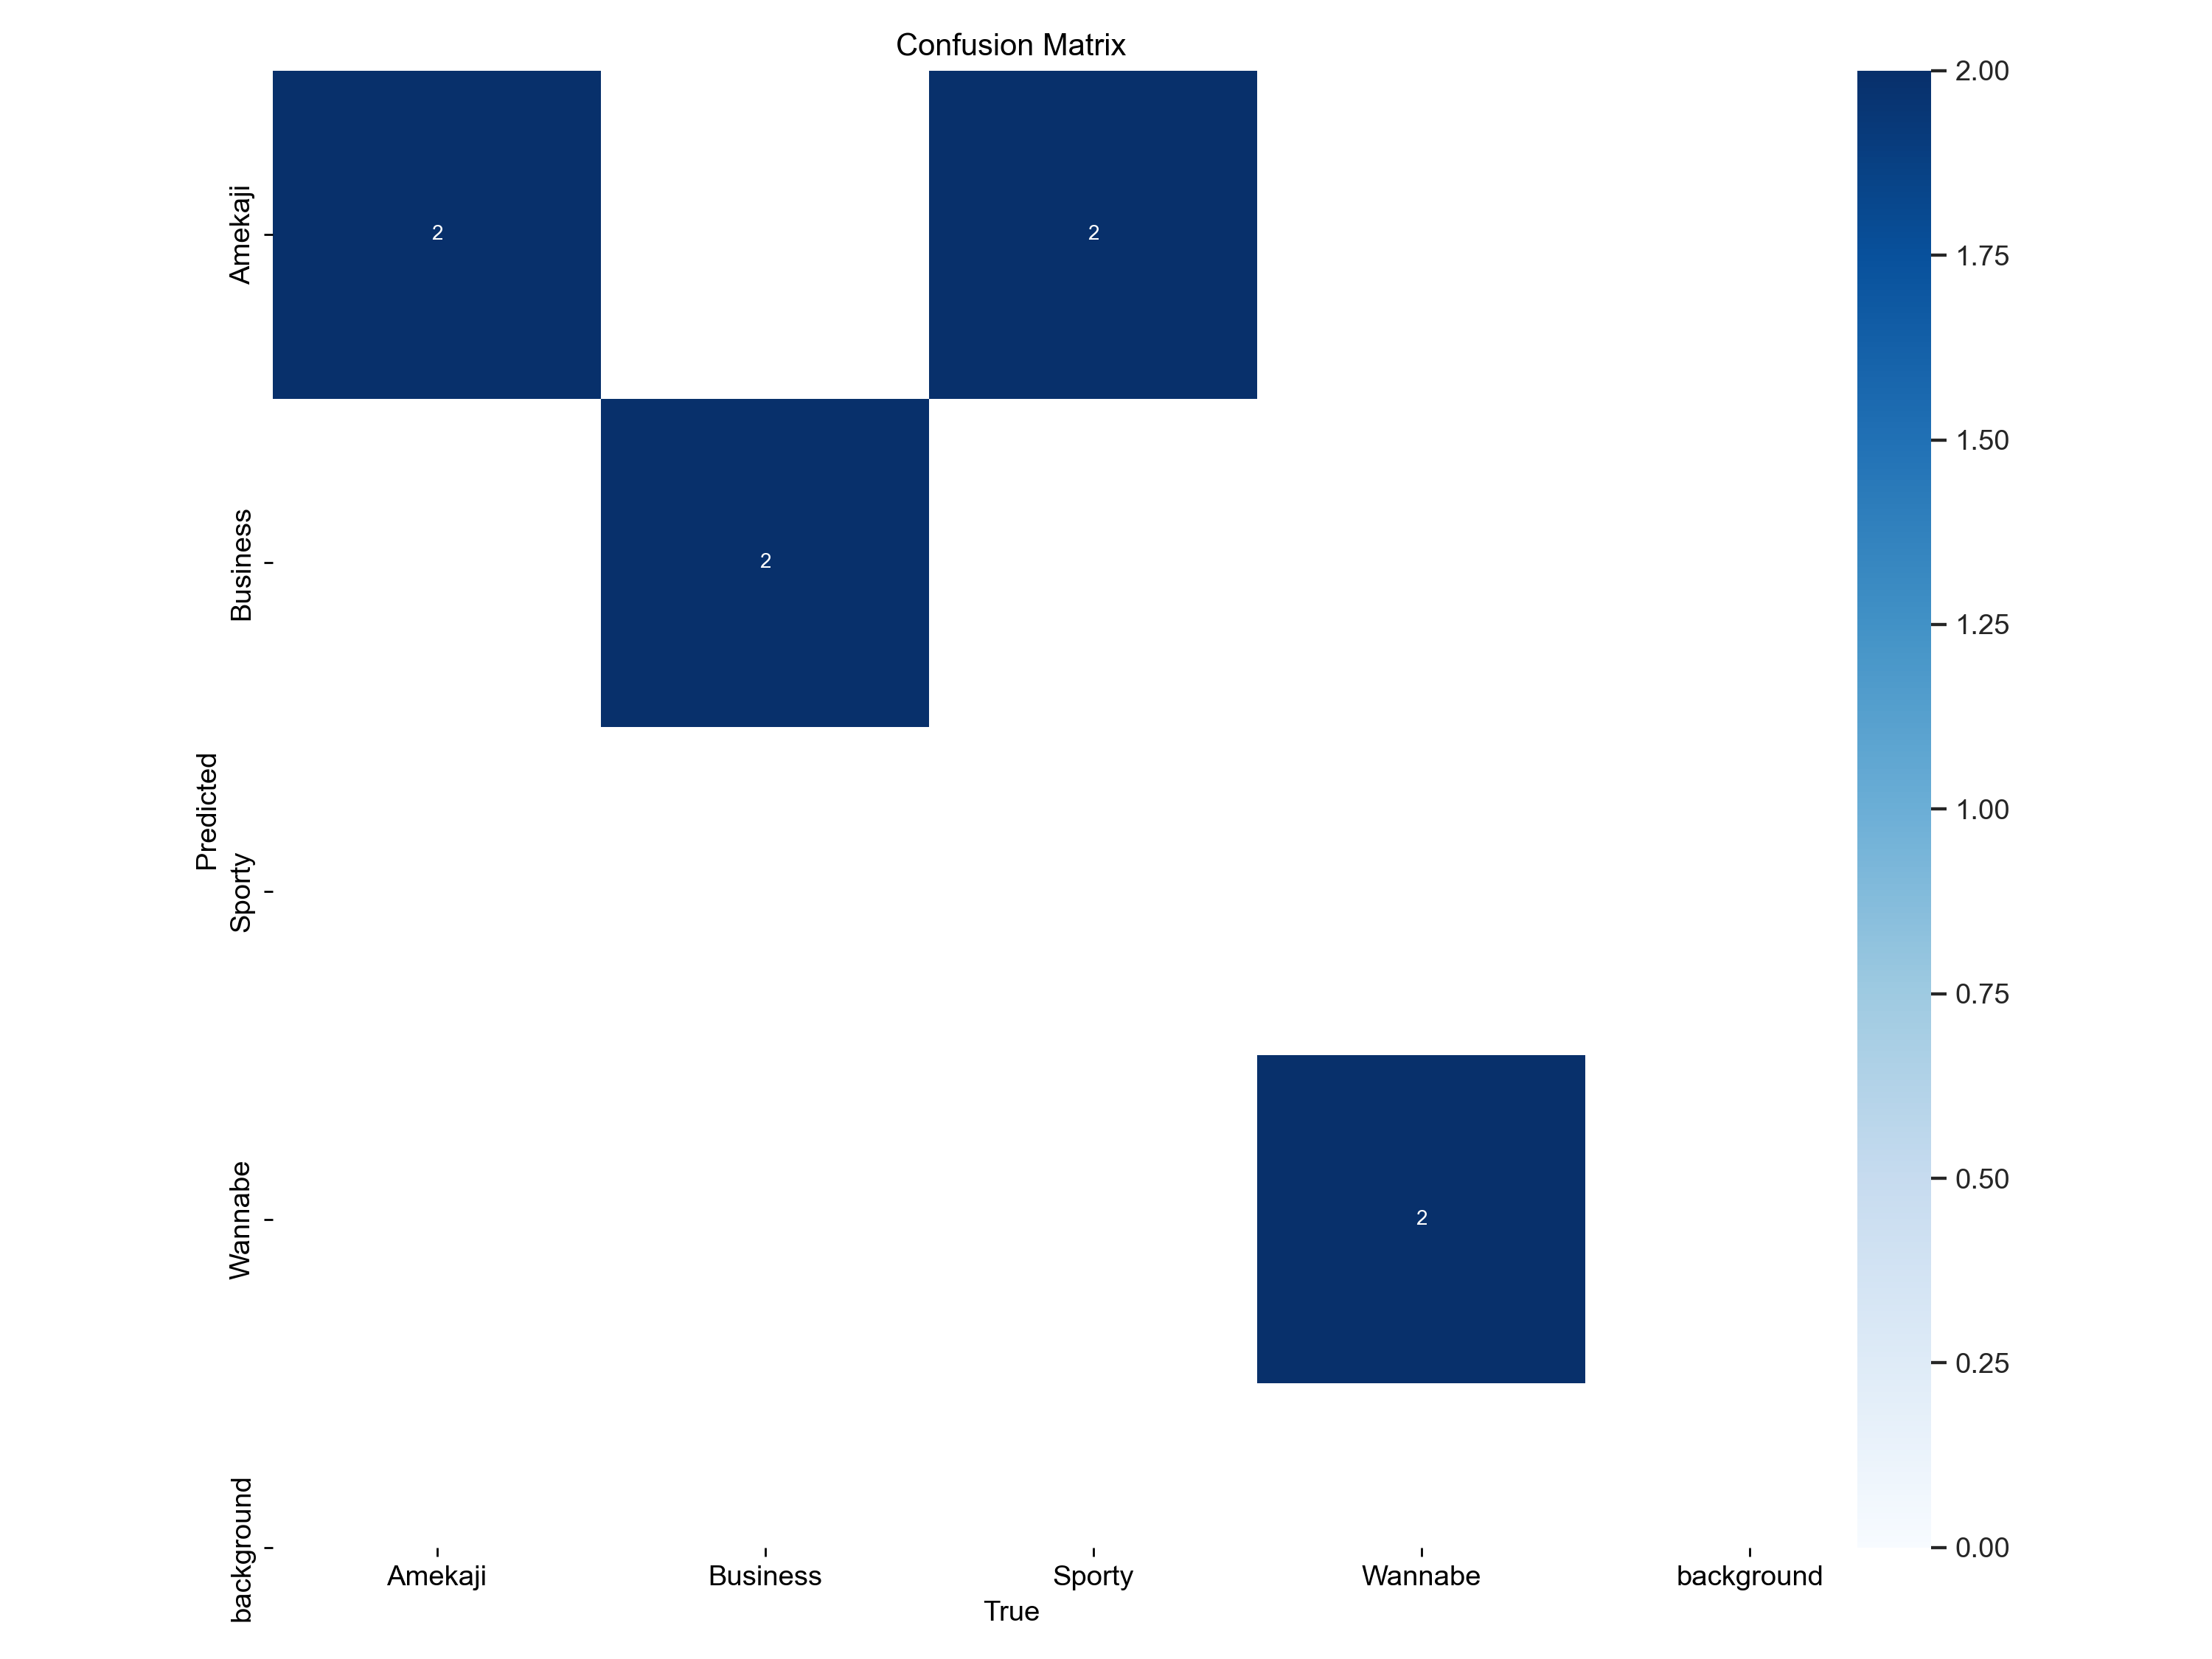 Confusion Matrix
Predicted
Amekaji
Business
Sporty
Wannabe
background
2
2
2
2
Amekaji
Business
Sporty
Wannabe
background
True
2.00
1.75
1.50
1.25
1.00
0.75
0.50
0.25
0.00